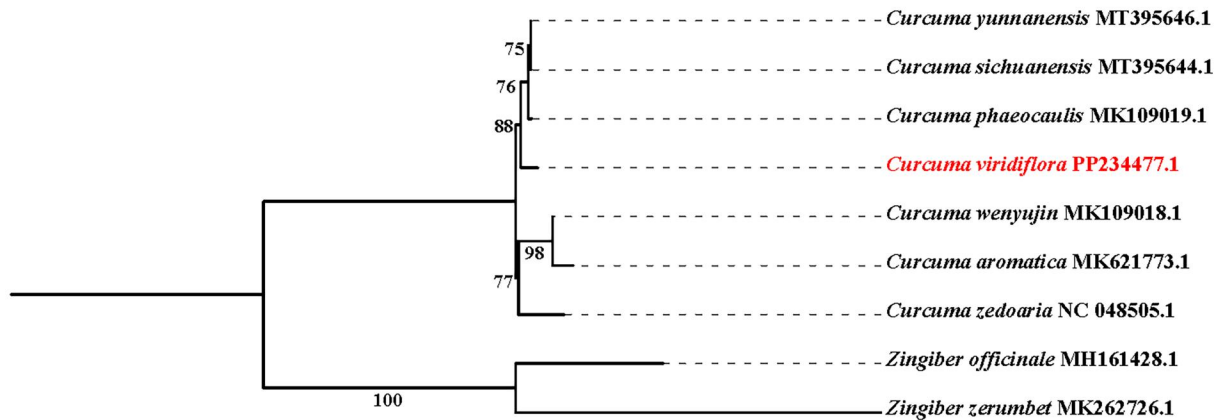 Curcuma yunnanensis MT395646.1
75
Curcuma sichuanensis MT395644.1
76
Curcuma phaeocaulis MK109019.1
88
Curcuma viridiflora PP234477.1
Curcuma wenyujin MK109018.1
98
Curcuma aromatica MK621773.1
77
Curcuma zedoaria NC 048505.1
Zingiber officinale MH161428.1
100
Zingiber zerumbet MK262726.1